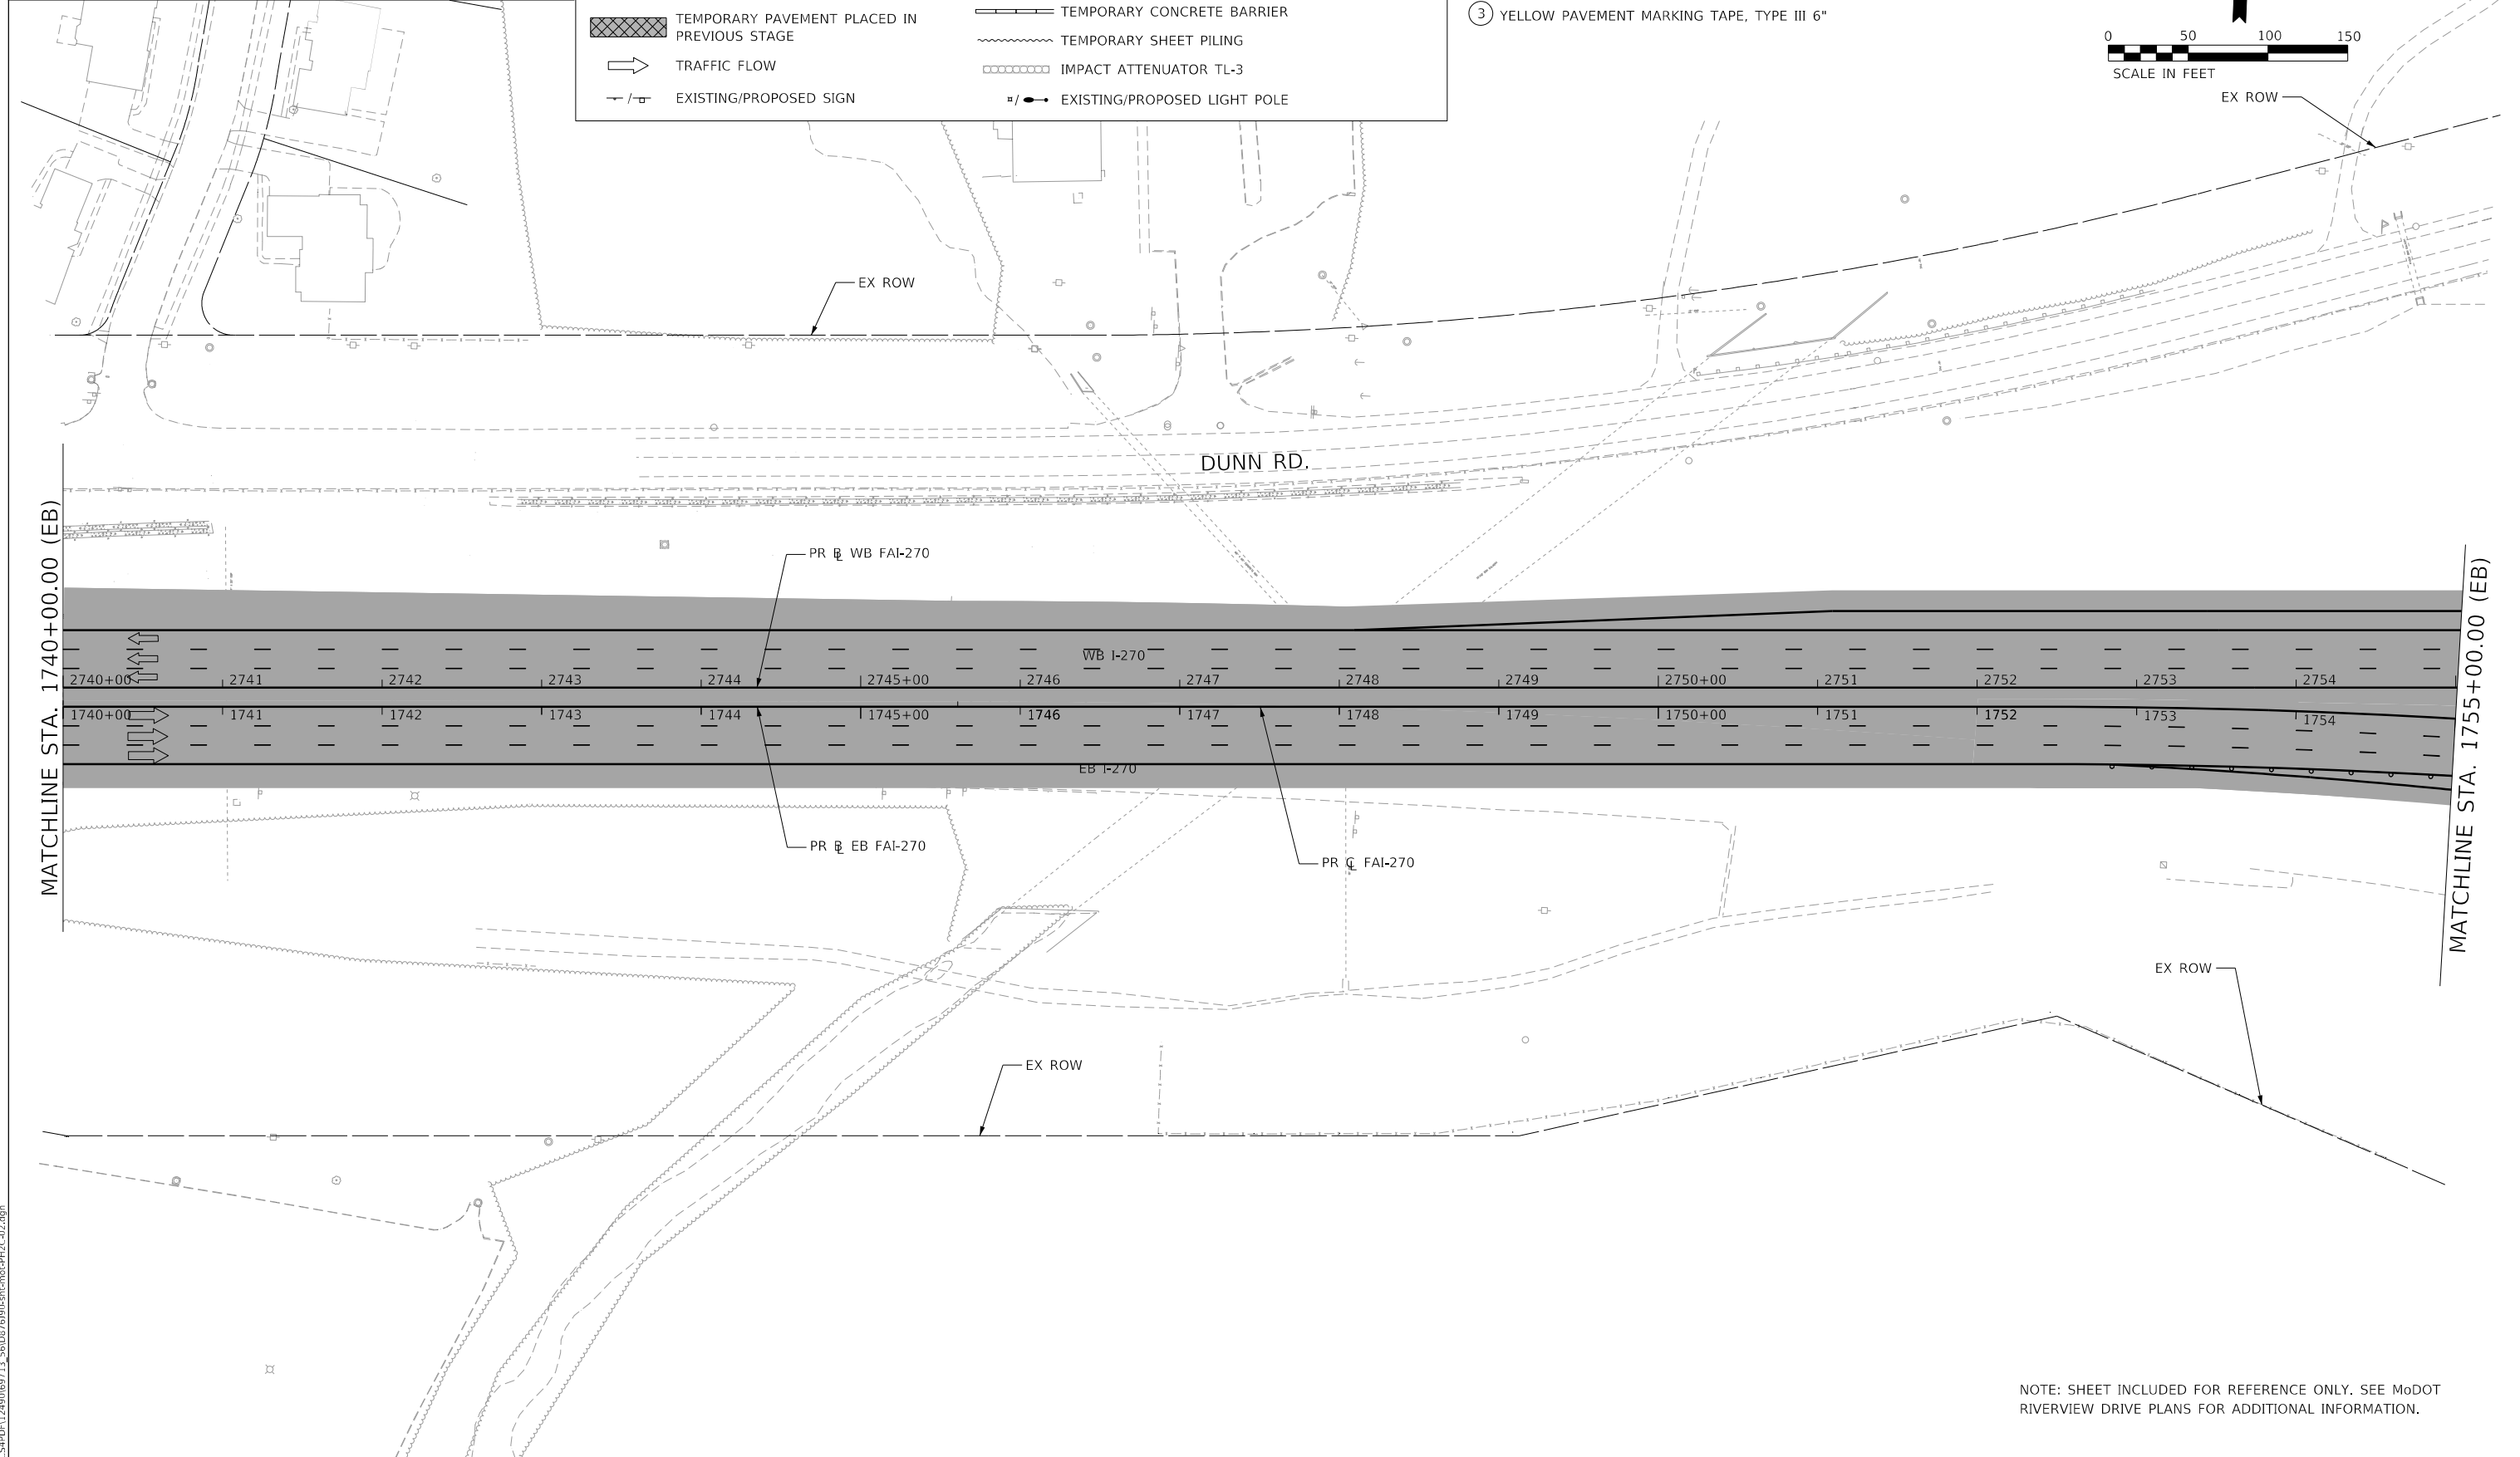 TEMPORARY PAVEMENT PLACED IN
PREVIOUS STAGE
TRAFFIC FLOW
EXISTING/PROPOSED SIGN
TEMPORARY CONCRETE BARRIER
TEMPORARY SHEET PILING
IMPACT ATTENUATOR TL-3
EXISTING/PROPOSED LIGHT POLE
3 YELLOW PAVEMENT MARKING TAPE, TYPE III 6"
0 50 100 150
SCALE IN FEET
EX ROW
EX ROW
DUNN RD.
MATCHLINE STA. 1740+00.00 (EB)
PR BL WB FAI-270
WB I-270
2740+00 2741 2742 2743 2744 2745+00 2746 2747 2748 2749 2750+00 2751 2752 2753 2754
1740+00 1741 1742 1743 1744 1745+00 1746 1747 1748 1749 1750+00 1751 1752 1753 1754
EB I-270
PR BL EB FAI-270
PR CL FAI-270
MATCHLINE STA. 1755+00.00 (EB)
EX ROW
EX ROW
NOTE: SHEET INCLUDED FOR REFERENCE ONLY. SEE MoDOT
RIVERVIEW DRIVE PLANS FOR ADDITIONAL INFORMATION.